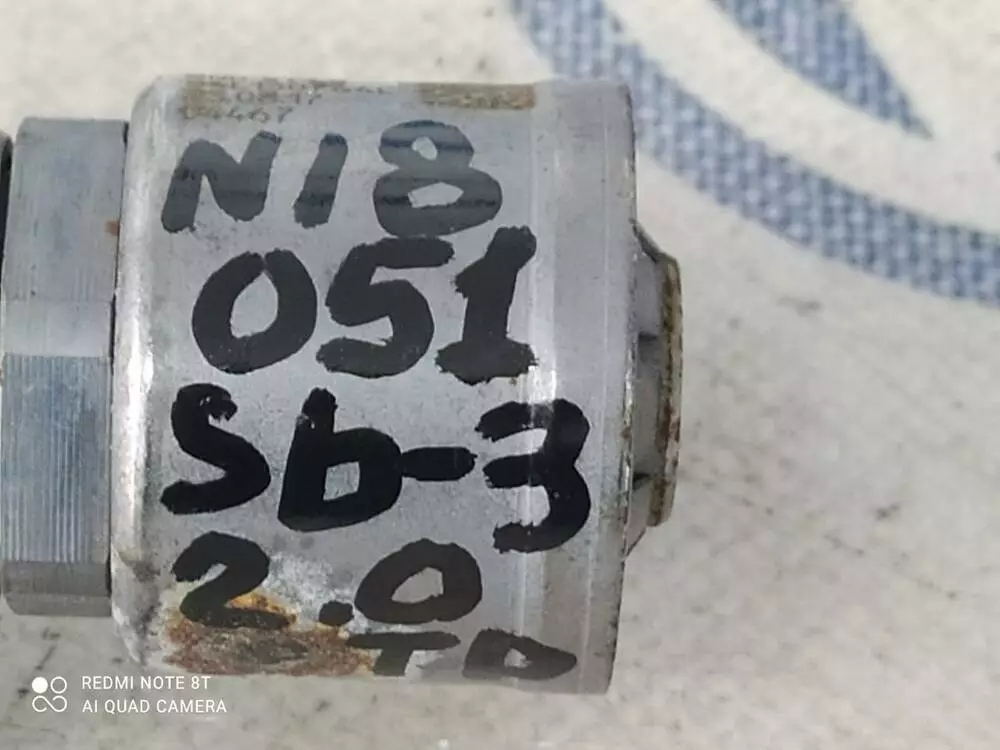 N18
051
Sb-3
2.0
TD
REDMI NOTE 8T
AI QUAD CAMERA